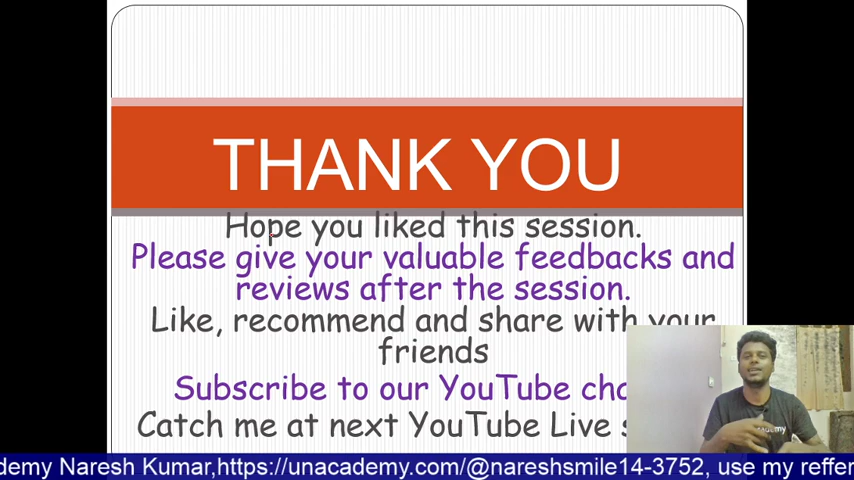 THANK YOU
Hope you liked this session.
Please give your valuable feedbacks and
reviews after the session.
Like, recommend and share with your
friends
Subscribe to our YouTube
Catch me at next YouTube Live
demy Naresh Kumar,https://unacademy.com/@nareshsmile14-3752, use my reffer